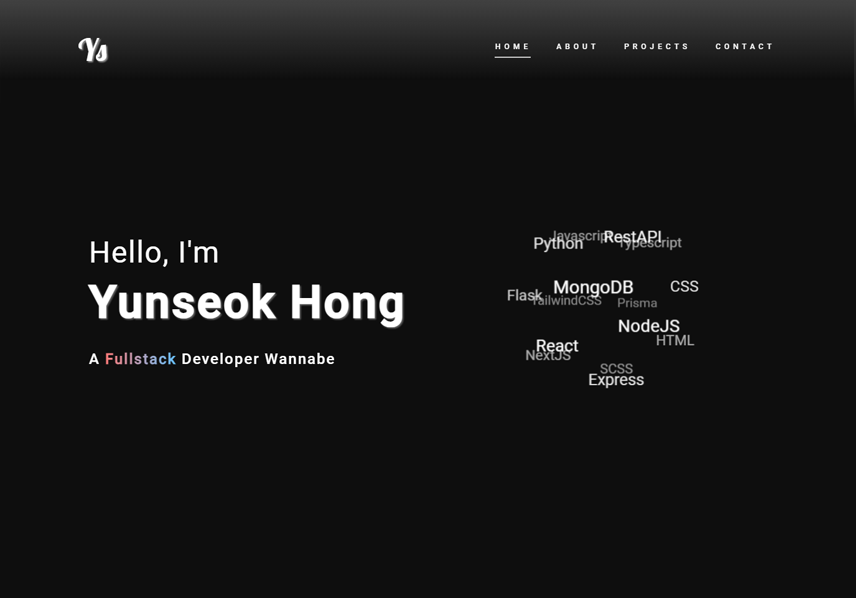 Ys
HOME ABOUT PROJECTS CONTACT
Hello, I'm
Yunseok Hong
A Fullstack Developer Wannabe
Javascript
RestAPI
Python
Typescript
MongoDB
CSS
Flask
TailwindCSS
Prisma
NodeJS
HTML
React
NextJS
SCSS
Express